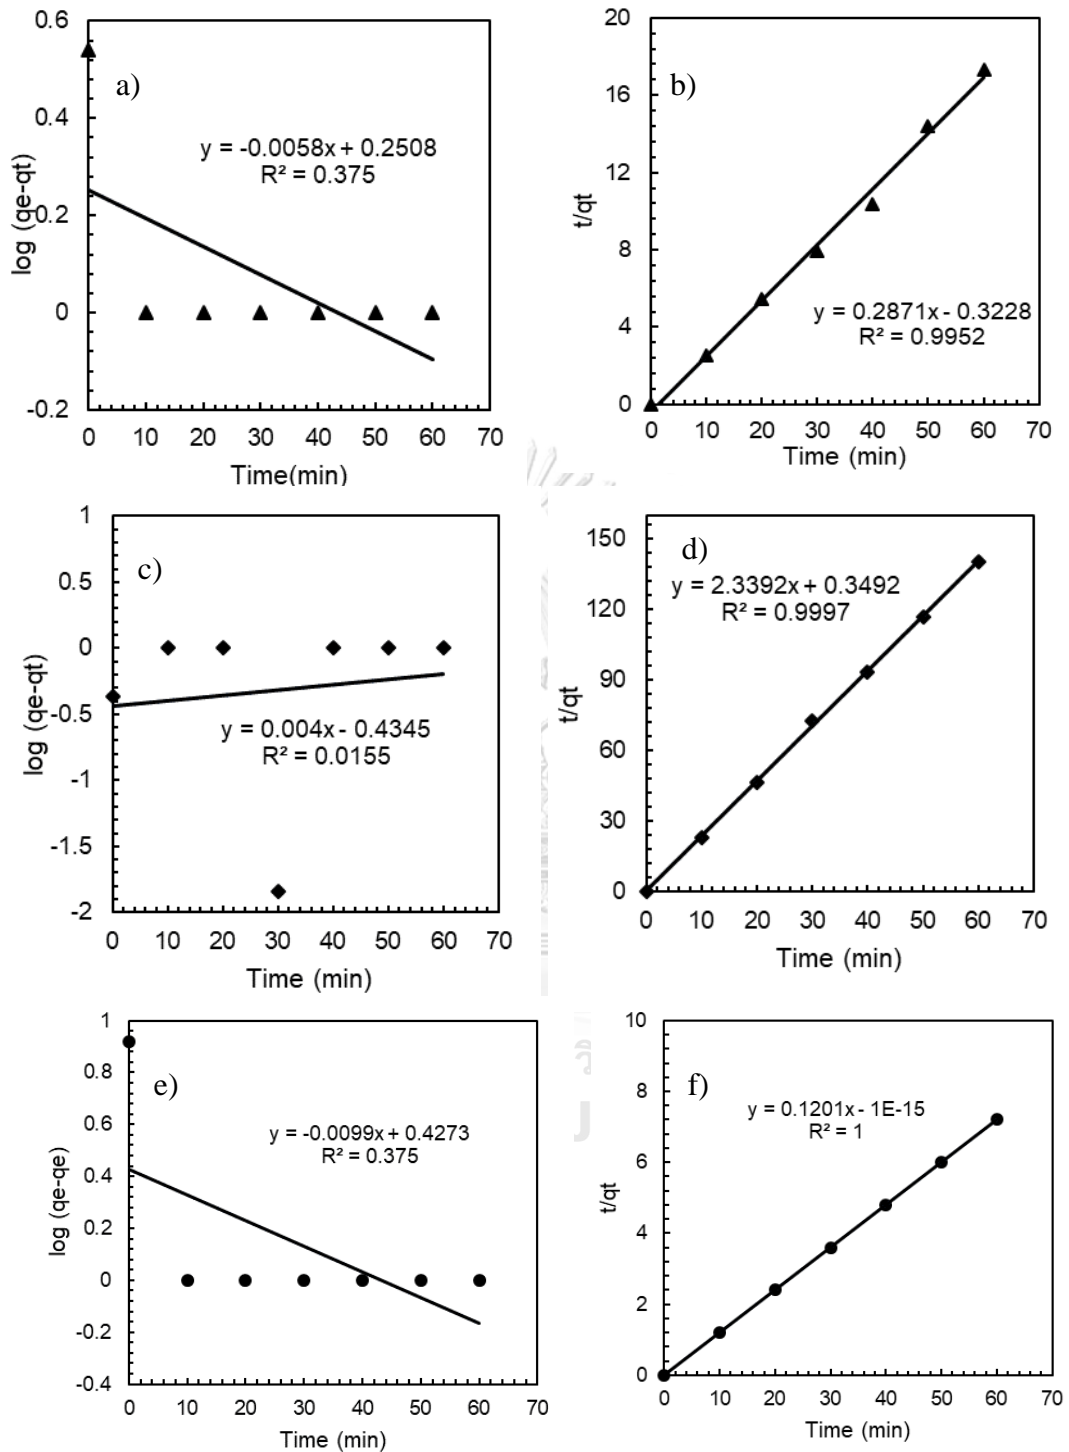 a)
y = -0.0058x + 0.2508
R² = 0.375
log (qe-qt)
0.6
0.4
0.2
0
-0.2
0 10 20 30 40 50 60 70
Time(min)
b)
y = 0.2871x - 0.3228
R² = 0.9952
t/qt
20
16
12
8
4
0
0 10 20 30 40 50 60 70
Time (min)
c)
y = 0.004x - 0.4345
R² = 0.0155
log (qe-qt)
1
0.5
0
-0.5
-1
-1.5
-2
0 10 20 30 40 50 60 70
Time (min)
d)
y = 2.3392x + 0.3492
R² = 0.9997
t/qt
150
120
90
60
30
0
0 10 20 30 40 50 60 70
Time (min)
e)
y = -0.0099x + 0.4273
R² = 0.375
log (qe-qe)
1
0.8
0.6
0.4
0.2
0
-0.2
-0.4
0 10 20 30 40 50 60 70
Time (min)
f)
y = 0.1201x - 1E-15
R² = 1
t/qt
10
8
6
4
2
0
0 10 20 30 40 50 60 70
Time (min)